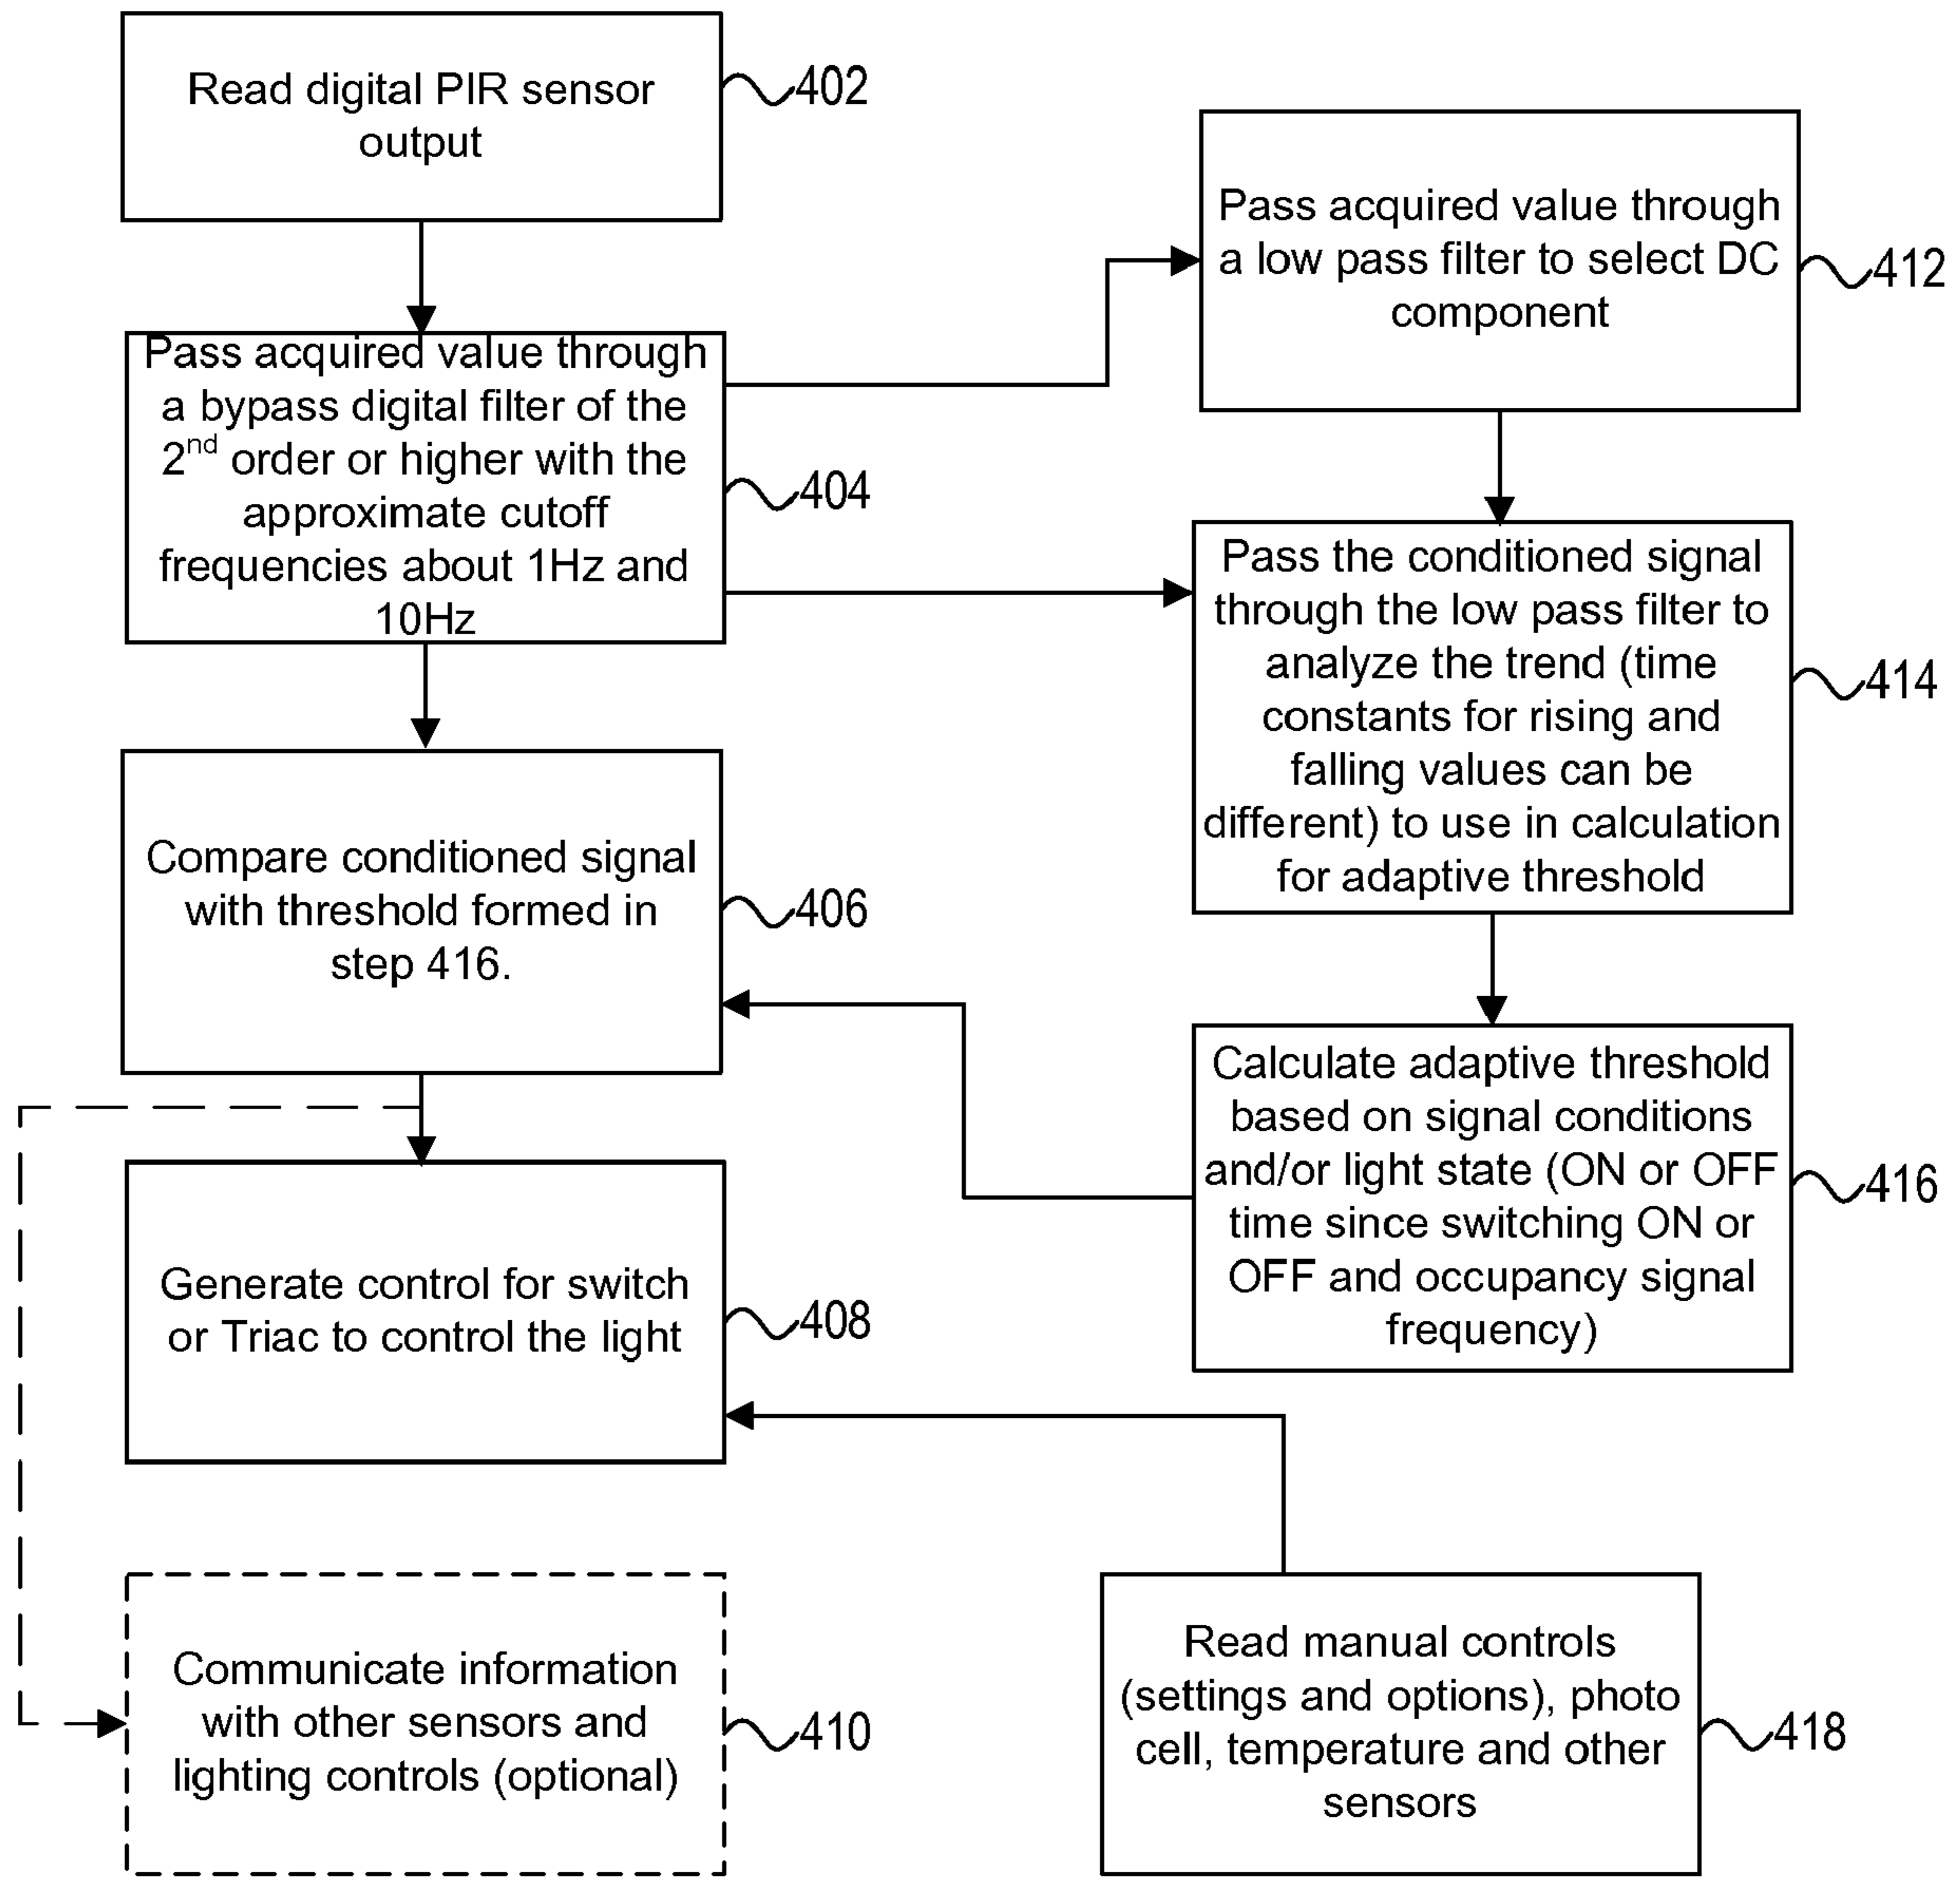 Read digital PIR sensor
output
402
Pass acquired value through
a bypass digital filter of the
2nd order or higher with the
approximate cutoff
frequencies about 1Hz and
10Hz
404
Compare conditioned signal
with threshold formed in
step 416.
406
Generate control for switch
or Triac to control the light
408
Communicate information
with other sensors and
lighting controls (optional)
410
Pass acquired value through
a low pass filter to select DC
component
412
Pass the conditioned signal
through the low pass filter to
analyze the trend (time
constants for rising and
falling values can be
different) to use in calculation
for adaptive threshold
414
Calculate adaptive threshold
based on signal conditions
and/or light state (ON or OFF
time since switching ON or
OFF and occupancy signal
frequency)
416
Read manual controls
(settings and options), photo
cell, temperature and other
sensors
418